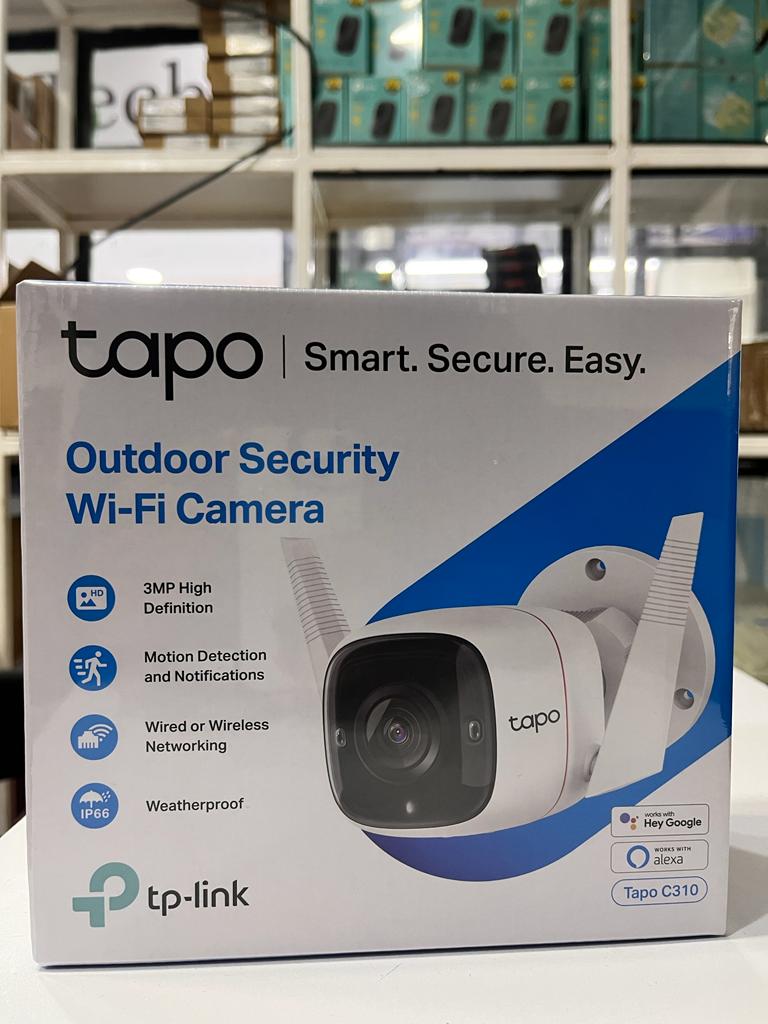 ech
tapo | Smart. Secure. Easy.
Outdoor Security
Wi-Fi Camera
HD
3MP High
Definition
Motion Detection
and Notifications
Wired or Wireless
Networking
IP66
Weatherproof
tapo
works with
Hey Google
WORKS WITH
alexa
Tapo C310
tp-link